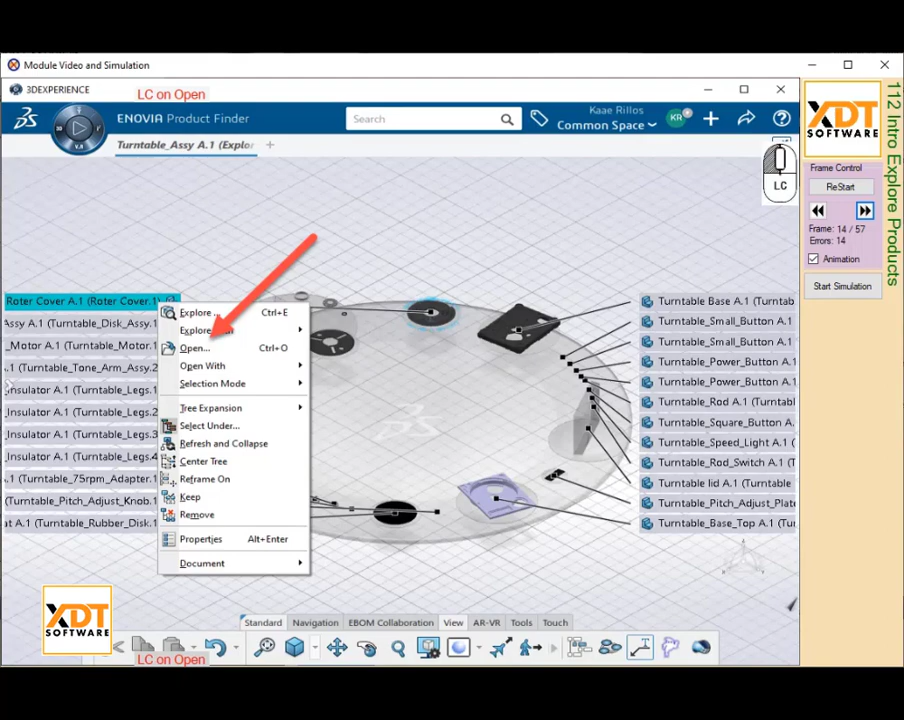 Module Video and Simulation
3DEXPERIENCE
LC on Open
ENOVIA Product Finder
Search
Kaae Rillos
Common Space
KR
Turntable_Assy A.1 (Explor
LC
XDT
SOFTWARE
112 Intro Explore Products
Frame Control
ReStart
Frame: 14 / 57
Errors: 14
Animation
Start Simulation
Roter Cover A.1 (Roter Cover.1)
Assy A.1 (Turntable_Disk_Assy.1
_Motor A.1 (Turntable_Motor.1
.1 (Turntable_Tone_Arm_Assy.2
Insulator A.1 (Turntable_Legs.1
Insulator A.1 (Turntable_Legs.2
Insulator A.1 (Turntable_Legs.3
Insulator A.1 (Turntable_Legs.4
A.1 (Turntable_75rpm_Adapter.1
(Turntable_Pitch_Adjust_Knob.1
at A.1 (Turntable_Rubber_Disk.1
Explore... Ctrl+E
Open... Ctrl+O
Open With
Selection Mode
Tree Expansion
Select Under...
Refresh and Collapse
Center Tree
Reframe On
Keep
Remove
Properties Alt+Enter
Document
Turntable Base A.1 (Turntab
Turntable_Small_Button A.1
Turntable_Small_Button A.1
Turntable_Power_Button A.1
Turntable_Power_Button A.1
Turntable_Rod A.1 (Turntabl
Turntable_Square_Button A.1
Turntable_Speed_Light A.1 (
Turntable_Rod_Switch A.1 (T
Turntable lid A.1 (Turntable
Turntable_Pitch_Adjust_Plate
Turntable_Base_Top A.1 (Tur
XDT
SOFTWARE
Standard Navigation EBOM Collaboration View AR-VR Tools Touch
LC on Open